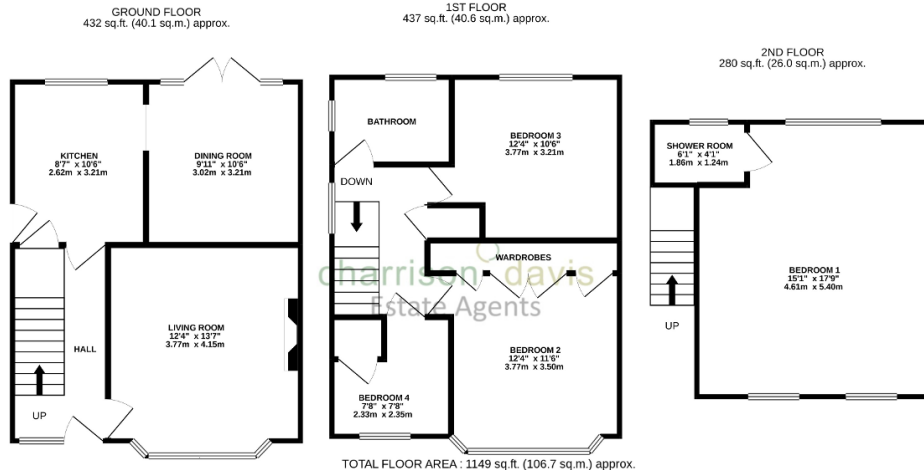 GROUND FLOOR
432 sq.ft. (40.1 sq.m.) approx.
KITCHEN
8'7" x 10'6"
2.62m x 3.21m
DINING ROOM
9'11" x 10'6"
3.02m x 3.21m
LIVING ROOM
12'4" x 13'7"
3.77m x 4.15m
HALL
UP
1ST FLOOR
437 sq.ft. (40.6 sq.m.) approx.
BATHROOM
BEDROOM 3
12'4" x 10'6"
3.77m x 3.21m
DOWN
WARDROBES
charrison davis
Estate Agents
BEDROOM 2
12'4" x 11'6"
3.77m x 3.50m
BEDROOM 4
7'8" x 7'8"
2.33m x 2.35m
2ND FLOOR
280 sq.ft. (26.0 sq.m.) approx.
SHOWER ROOM
6'1" x 4'1"
1.86m x 1.24m
BEDROOM 1
15'1" x 17'9"
4.61m x 5.40m
UP
TOTAL FLOOR AREA : 1149 sq.ft. (106.7 sq.m.) approx.